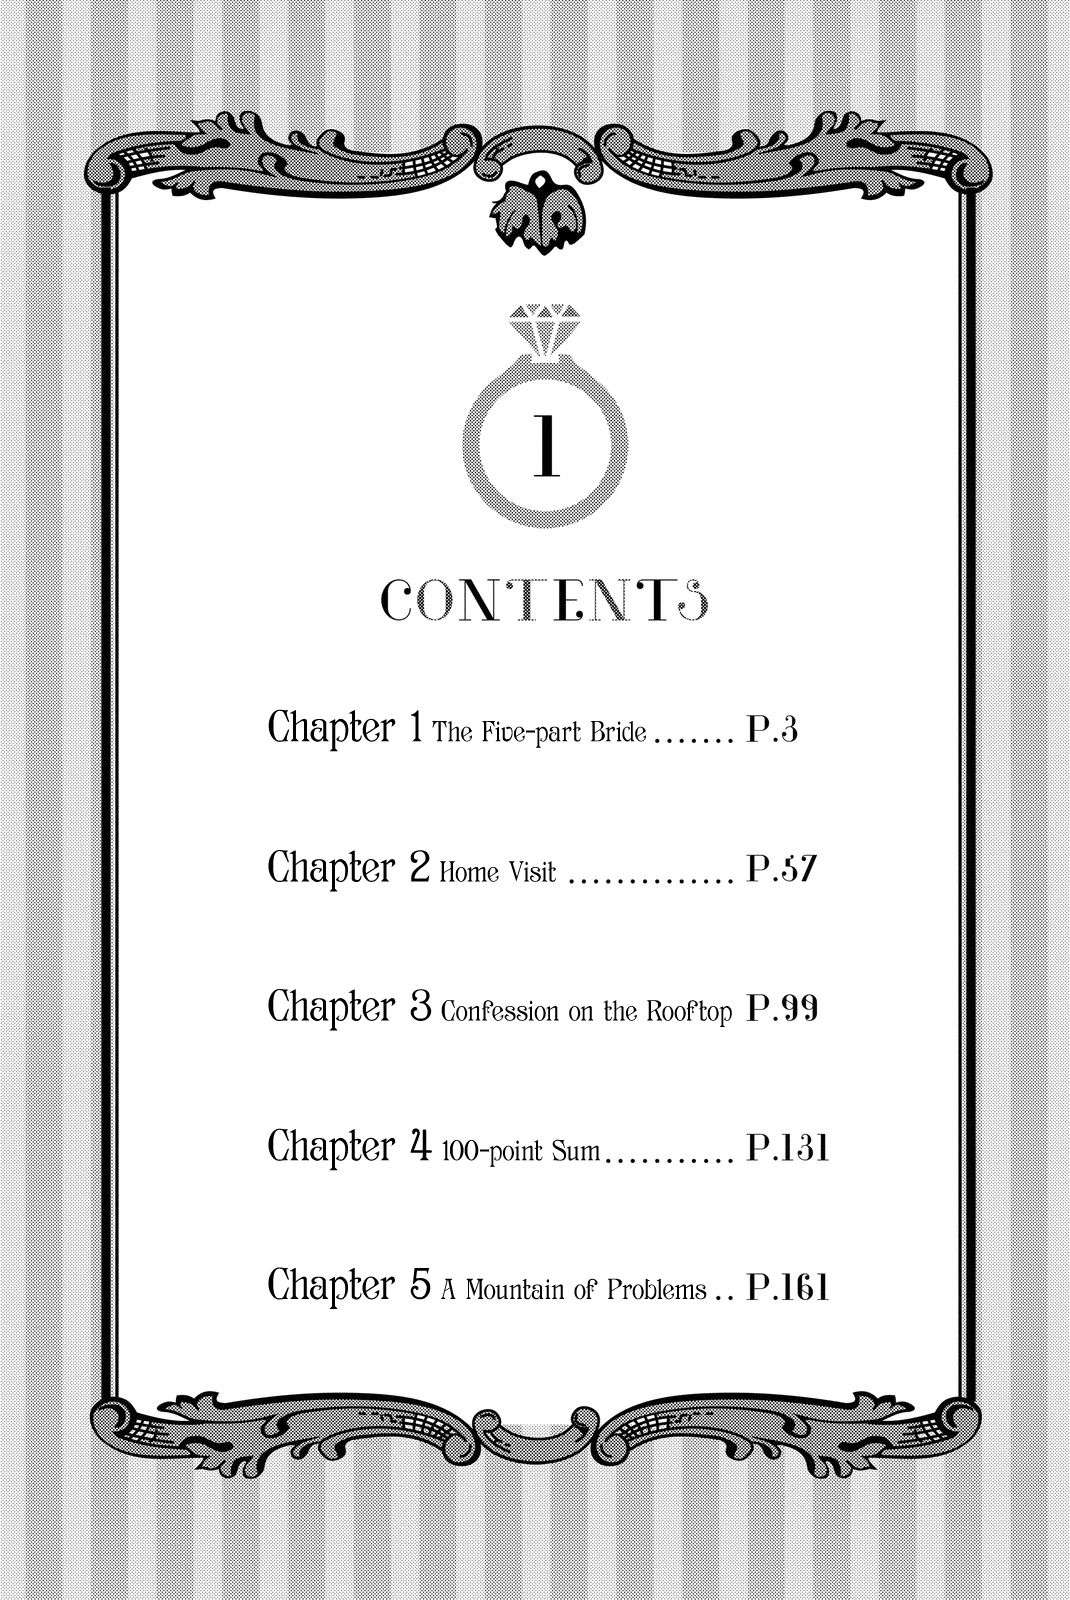 1
CONTENTS
Chapter 1 The Five-part Bride ....... P.3
Chapter 2 Home Visit .............. P.57
Chapter 3 Confession on the Rooftop P.99
Chapter 4 100-point Sum........... P.131
Chapter 5 A Mountain of Problems .. P.161